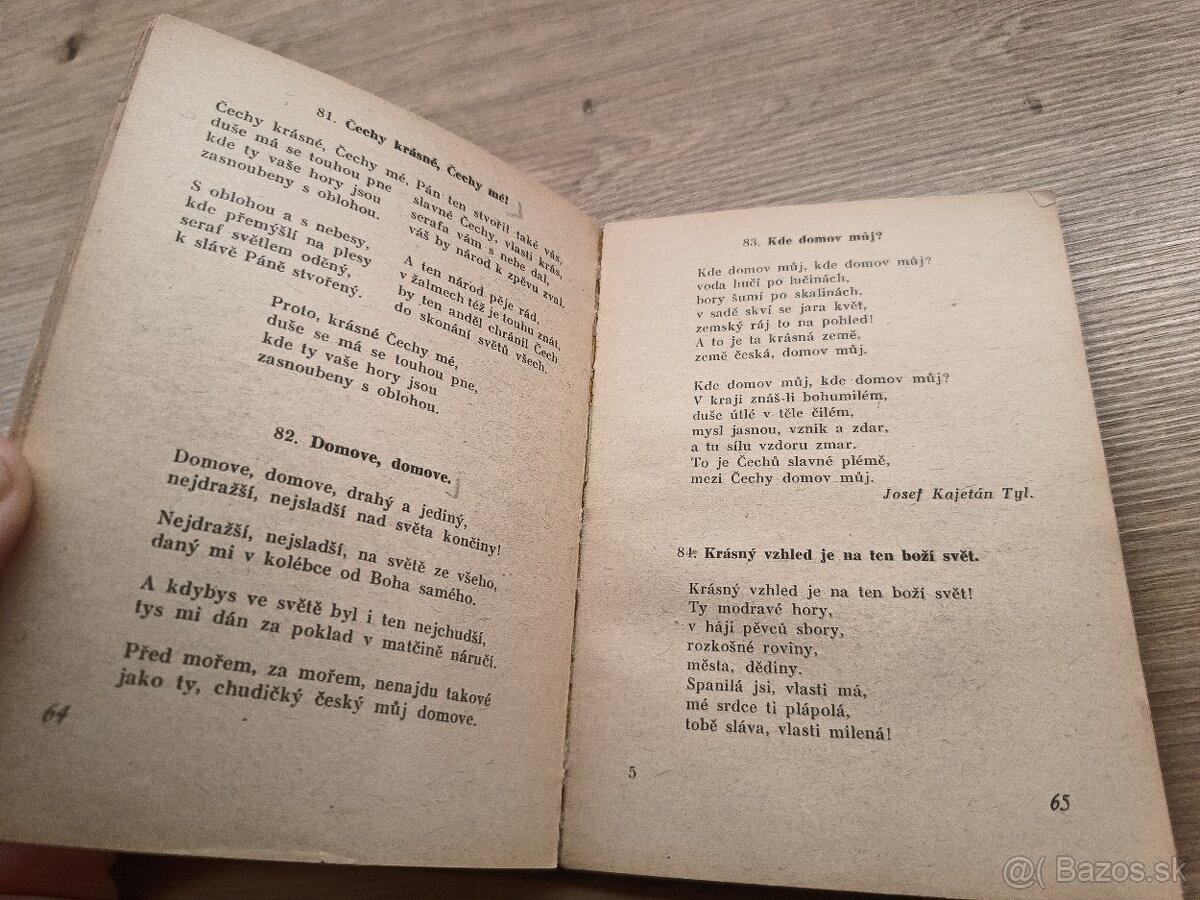 81. Čechy krásné, Čechy mé!
Čechy krásné, Čechy mé,
duše má se touhou pne
kde ty vaše hory jsou
zasnoubeny s oblohou.
S oblohou a s nebesy,
kde přemýšlí na plesy
seraf světlem oděný,
k slávě Páně stvořený.
Pán ten stvořil také vás,
slavné Čechy, vlasti krás,
serafa vám s nebe dal,
váš by národ k zpěvu zval.
A ten národ pěje rád,
v žalmech též je touhu znát,
by ten anděl chránil Čech
do skonání světů všech.
Proto, krásné Čechy mé,
duše se má touhou pne,
kde ty vaše hory jsou
zasnoubeny s oblohou.
82. Domove, domove.
Domove, domove, drahý a jediný,
nejdražší, nejsladší nad světa končiny!
Nejdražší, nejsladší, na světě ze všeho,
daný mi v kolébce od Boha samého.
A kdybys ve světě byl i ten nejchudší,
tys mi dán za poklad v matčině náručí.
Před mořem, za mořem, nenajdu takové
jako ty, chudičký český můj domove.
64
83. Kde domov můj?
Kde domov můj, kde domov můj?
voda hučí po lučinách,
bory šumí po skalinách,
v sadě skví se jara květ,
zemský ráj to na pohled!
A to je ta krásná země,
země česká, domov můj.
Kde domov můj, kde domov můj?
V kraji znáš-li bohumilém,
duše útlé v těle čilém,
mysl jasnou, vznik a zdar,
a tu sílu vzdoru zmar.
To je Čechů slavné plémě,
mezi Čechy domov můj.
Josef Kajetán Tyl.
84. Krásný vzhled je na ten boží svět.
Krásný vzhled je na ten boží svět!
Ty modravé hory,
v háji pěvců sbory,
rozkošné roviny,
města, dědiny.
Spanilá jsi, vlasti má,
mé srdce ti plápolá,
tobě sláva, vlasti milená!
5
65
@( Bazos.sk